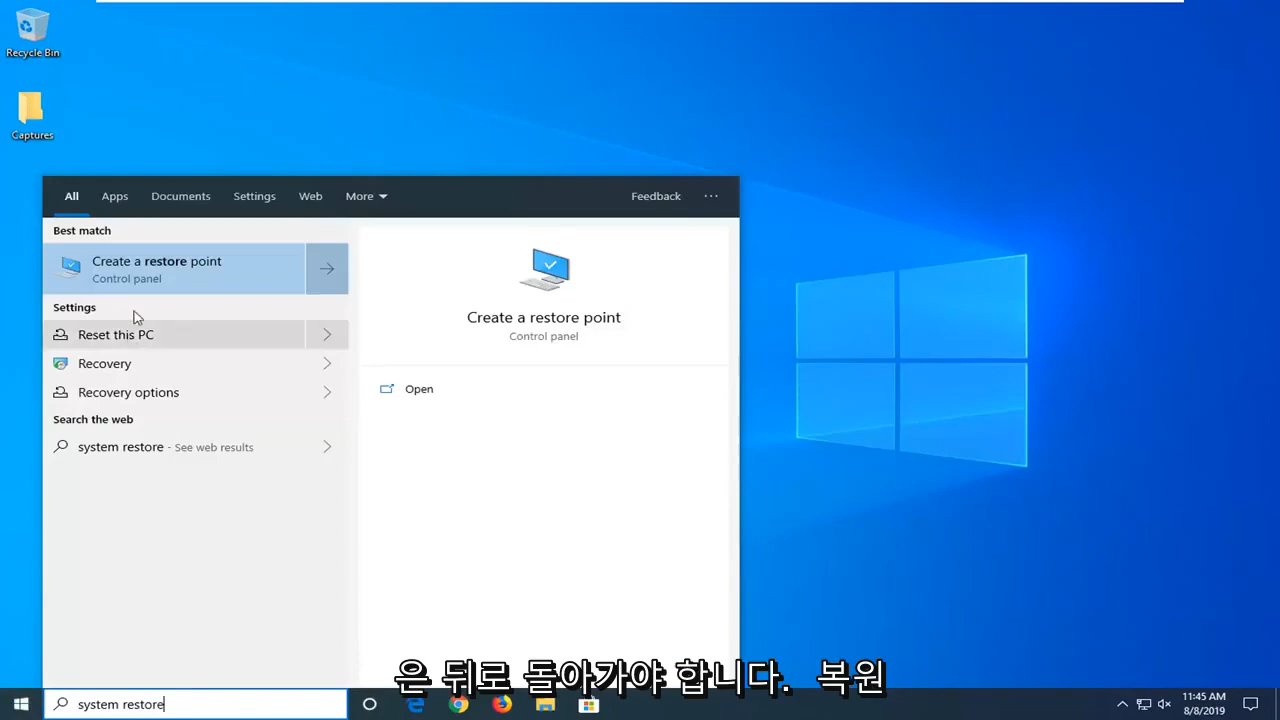 Recycle Bin
Captures
All Apps Documents Settings Web More Feedback ...
Best match
Create a restore point
Control panel
Settings
Reset this PC
Recovery
Recovery options
Search the web
system restore - See web results
Create a restore point
Control panel
Open
은 뒤로 돌아가야 합니다. 복원
system restore
11:45 AM
8/8/2019